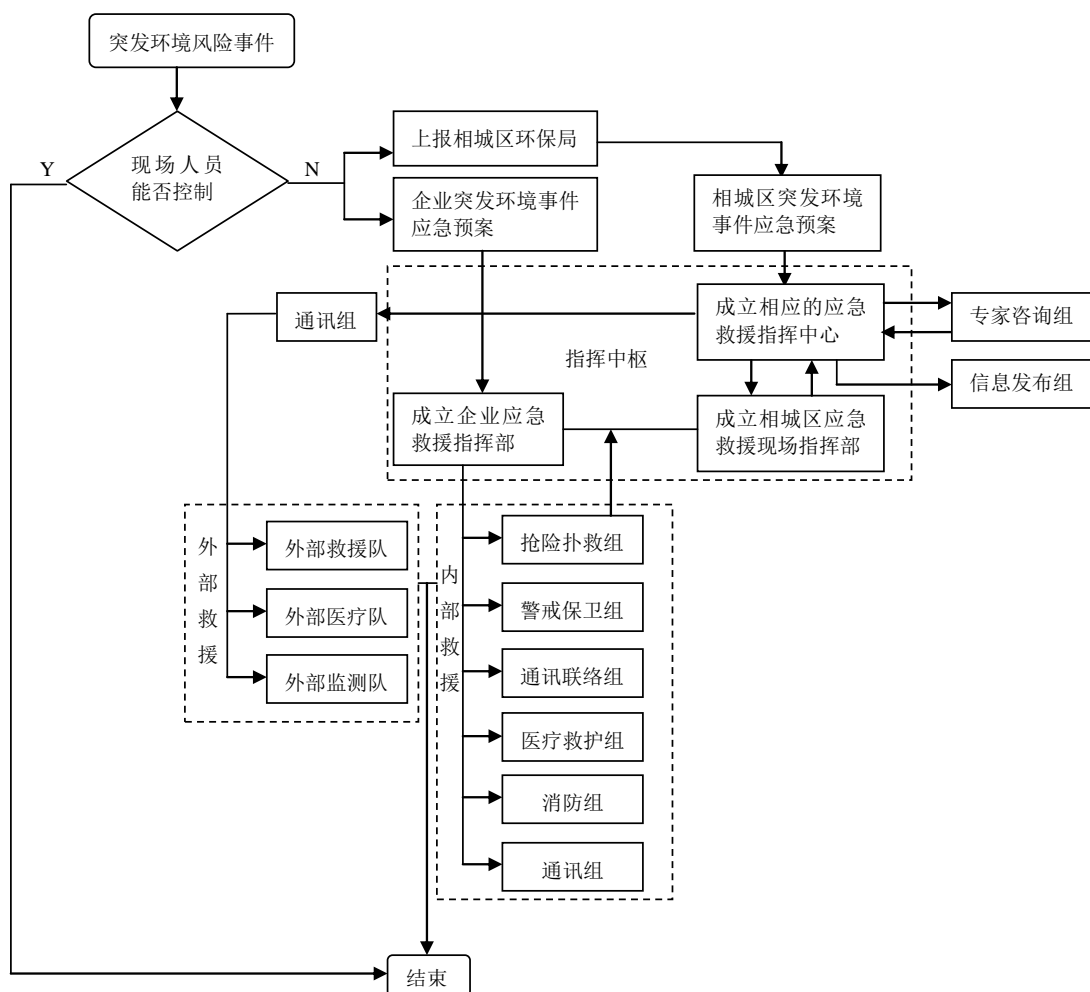 突发环境风险事件
Y
现场人员
能否控制
N
上报相城区环保局
企业突发环境事件
应急预案
相城区突发环境
事件应急预案
通讯组
成立相应的应急
救援指挥中心
专家咨询组
指挥中枢
信息发布组
成立企业应急
救援指挥部
成立相城区应急
救援现场指挥部
外部救援
外部救援队
外部医疗队
外部监测队
内部救援
抢险扑救组
警戒保卫组
通讯联络组
医疗救护组
消防组
通讯组
结束